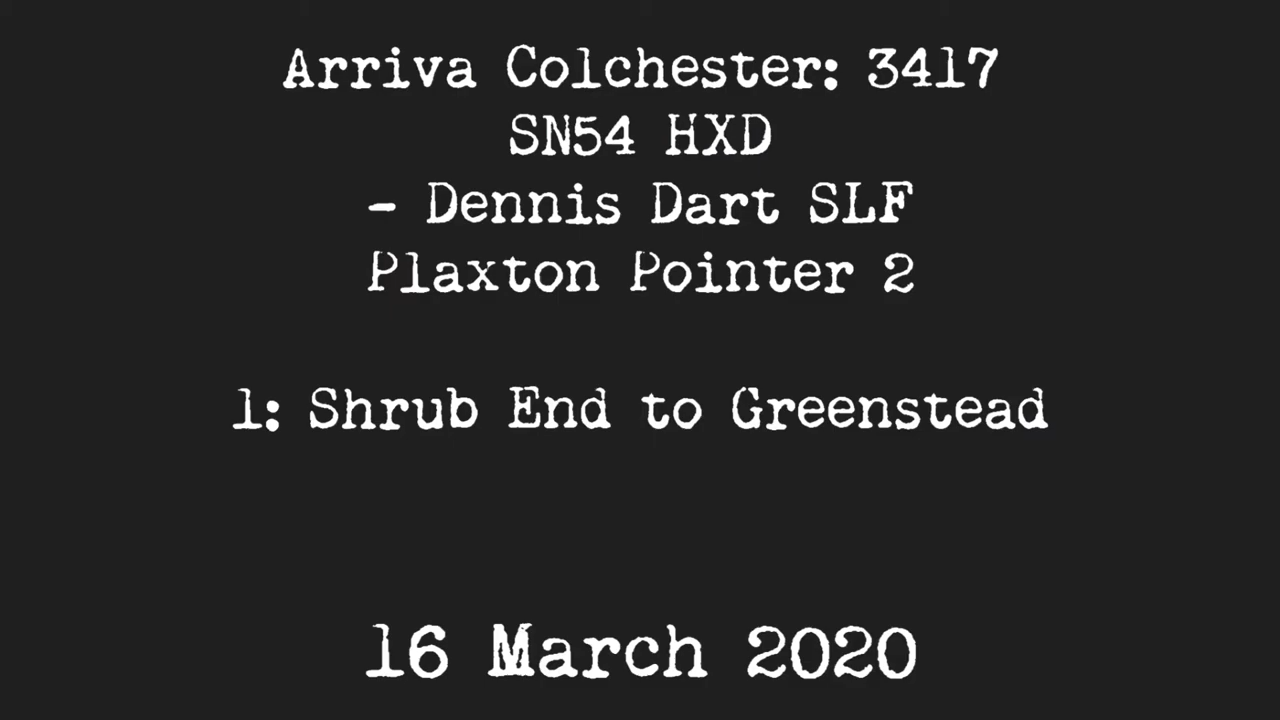 Arriva Colchester: 3417
SN54 HXD
- Dennis Dart SLF
Plaxton Pointer 2
1: Shrub End to Greenstead
16 March 2020